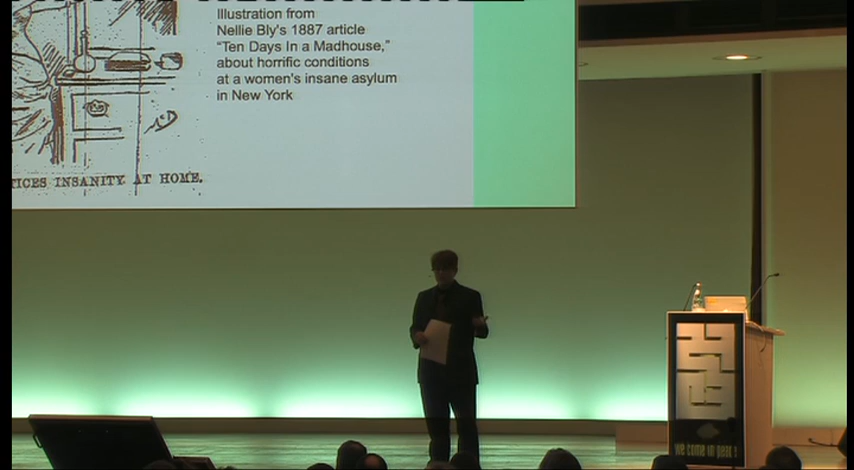 Illustration from
Nellie Bly's 1887 article
"Ten Days In a Madhouse,"
about horrific conditions
at a women's insane asylum
in New York
TICES INSANITY AT HOME.
we come in peace